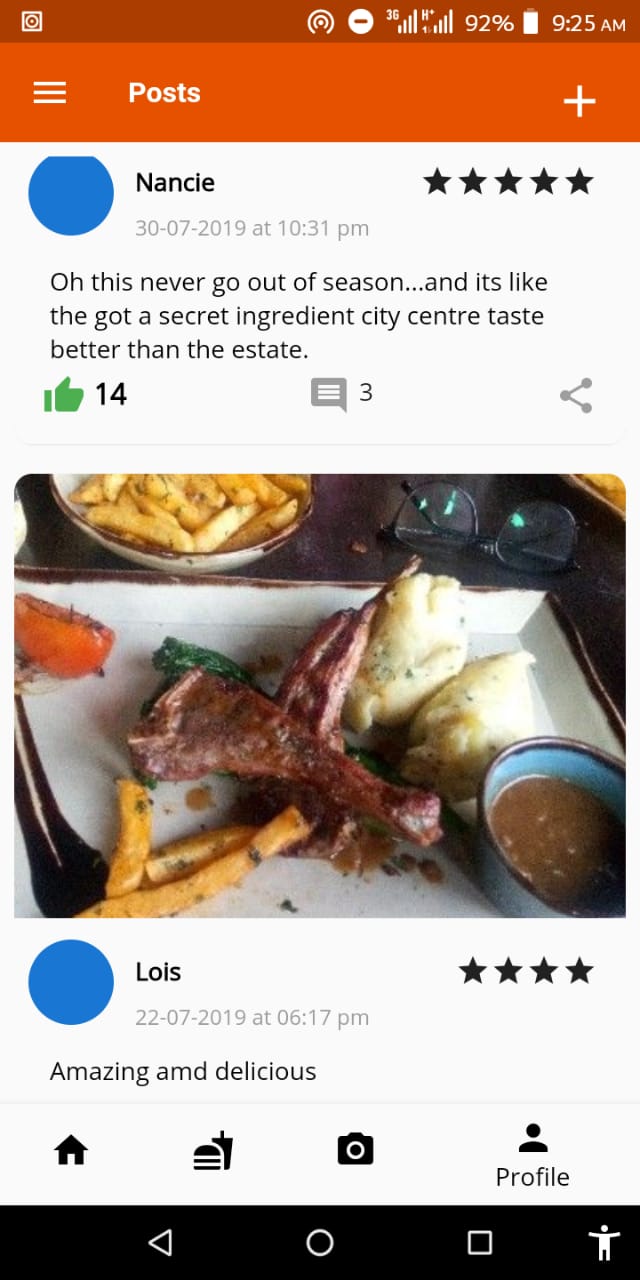 3G H+ 92% 9:25 AM
Posts
Nancie
30-07-2019 at 10:31 pm
Oh this never go out of season...and its like
the got a secret ingredient city centre taste
better than the estate.
14 3
Lois
22-07-2019 at 06:17 pm
Amazing amd delicious
Profile